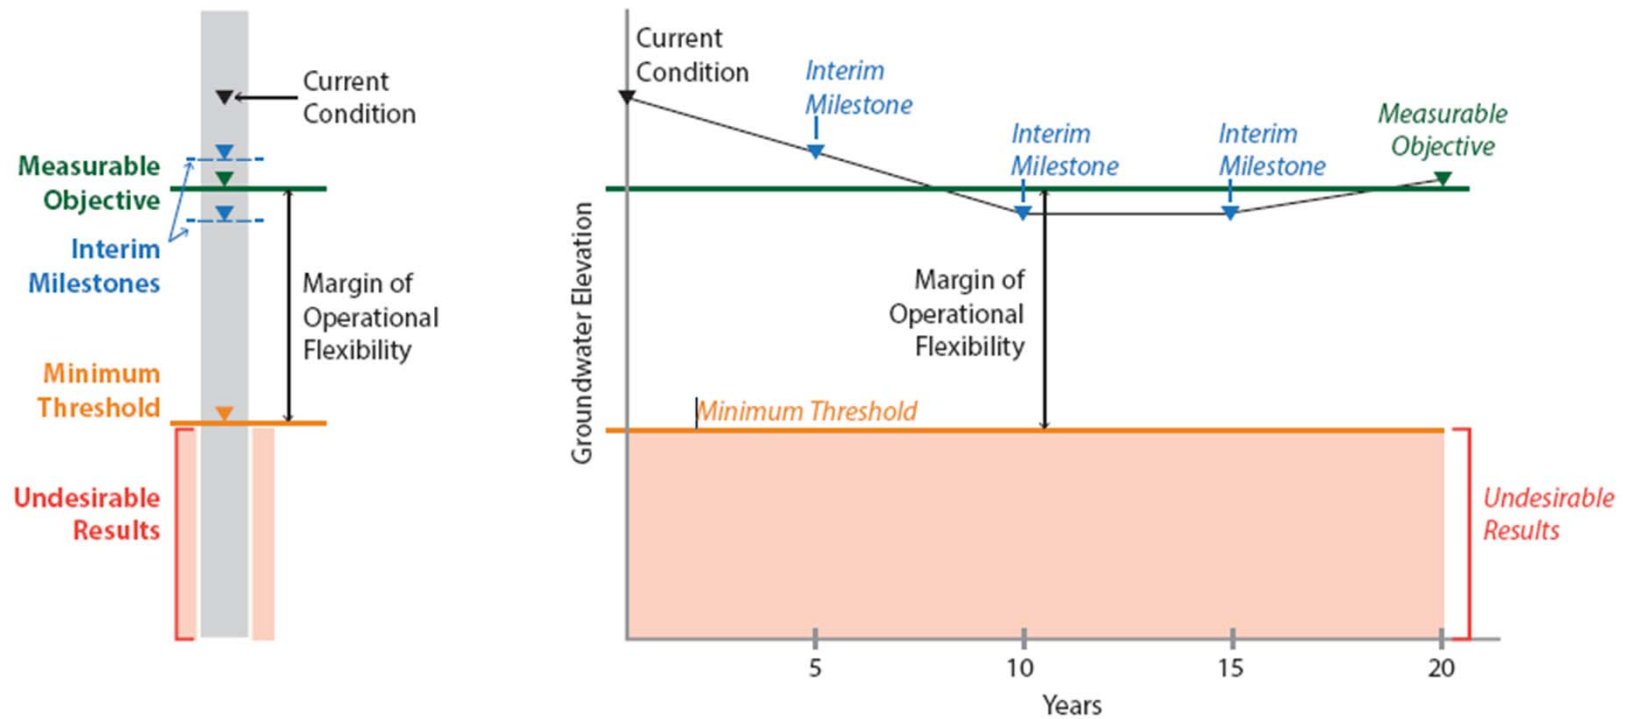 Current
Condition
Measurable
Objective
Interim
Milestones
Margin of
Operational
Flexibility
Minimum
Threshold
Undesirable
Results
Groundwater Elevation
Current
Condition
Interim
Milestone
Interim
Milestone
Interim
Milestone
Measurable
Objective
Margin of
Operational
Flexibility
Minimum Threshold
Undesirable
Results
5
10
15
20
Years